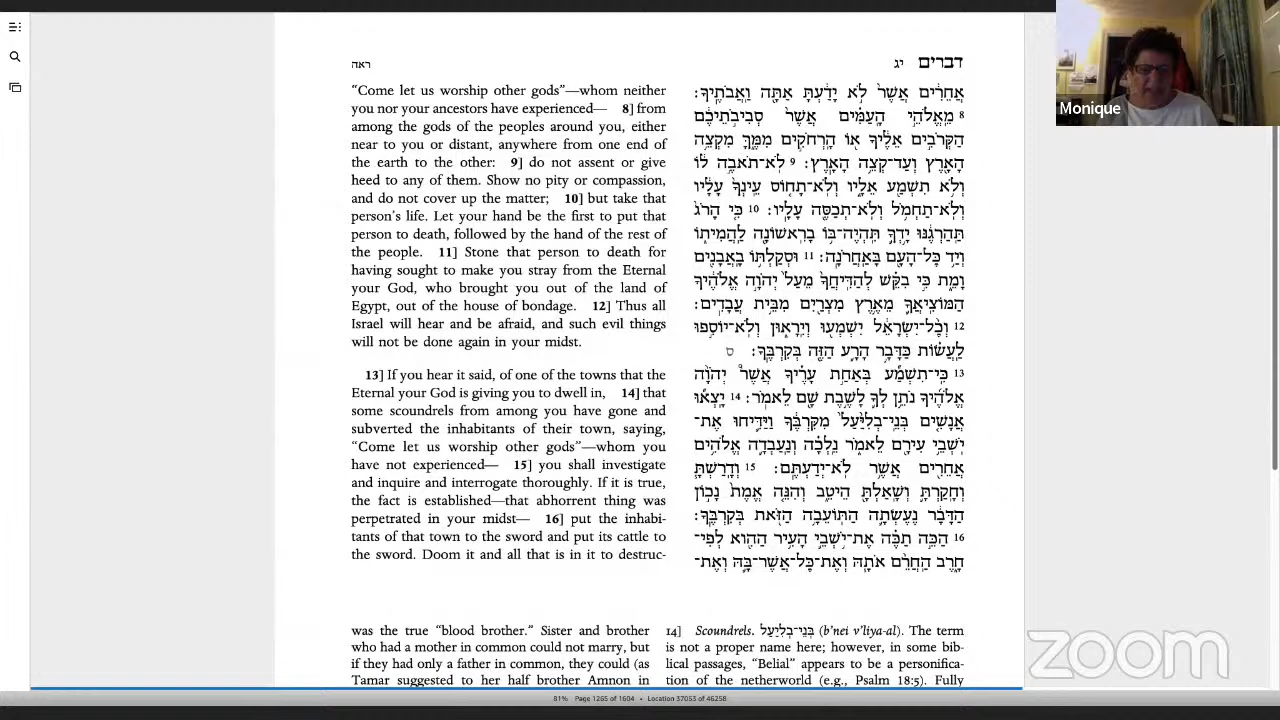 ראה
דברים יג
"Come let us worship other gods"—whom neither
you nor your ancestors have experienced— 8] from
among the gods of the peoples around you, either
near to you or distant, anywhere from one end of
the earth to the other: 9] do not assent or give
heed to any of them. Show no pity or compassion,
and do not cover up the matter; 10] but take that
person's life. Let your hand be the first to put that
person to death, followed by the hand of the rest of
the people. 11] Stone that person to death for
having sought to make you stray from the Eternal
your God, who brought you out of the land of
Egypt, out of the house of bondage. 12] Thus all
Israel will hear and be afraid, and such evil things
will not be done again in your midst.
13] If you hear it said, of one of the towns that the
Eternal your God is giving you to dwell in, 14] that
some scoundrels from among you have gone and
subverted the inhabitants of their town, saying,
"Come let us worship other gods"—whom you
have not experienced— 15] you shall investigate
and inquire and interrogate thoroughly. If it is true,
the fact is established—that abhorrent thing was
perpetrated in your midst— 16] put the inhabi-
tants of that town to the sword and put its cattle to
the sword. Doom it and all that is in it to destruc-
אֲחֵרִ֔ים אֲשֶׁר֙ לֹ֣א יָדַ֔עְתָּ אַתָּ֖ה וַאֲבֹתֶֽיךָ׃
8 מֵאֱלֹהֵ֣י הָֽעַמִּ֗ים אֲשֶׁר֙ סְבִיבֹ֣תֵיכֶ֔ם
הַקְּרֹבִ֣ים אֵלֶ֔יךָ א֖וֹ הָרְחֹקִ֣ים מִמֶּ֑ךָּ מִקְצֵ֥ה
הָאָ֖רֶץ וְעַד־קְצֵ֥ה הָאָֽרֶץ׃ 9 לֹא־תֹאבֶ֣ה ל֔וֹ
וְלֹ֥א תִשְׁמַ֖ע אֵלָ֑יו וְלֹא־תָח֤וֹס עֵֽינְךָ֙ עָלָ֔יו
וְלֹֽא־תַחְמֹ֥ל וְלֹֽא־תְכַסֶּ֖ה עָלָֽיו׃ 10 כִּ֤י הָרֹג֙
תַּֽהַרְגֶ֔נּוּ יָֽדְךָ֛ תִּֽהְיֶה־בּ֥וֹ בָרִֽאשׁוֹנָ֖ה לַהֲמִית֑וֹ
וְיַ֥ד כׇּל־הָעָ֖ם בָּאַחֲרֹנָֽה׃ 11 וּסְקַלְתּ֥וֹ בָאֲבָנִ֖ים
וָמֵ֑ת כִּ֣י בִקֵּ֗שׁ לְהַדִּֽיחֲךָ֙ מֵעַל֙ יְהֹוָ֣ה אֱלֹהֶ֔יךָ
הַמּוֹצִיאֲךָ֛ מֵאֶ֥רֶץ מִצְרַ֖יִם מִבֵּ֥ית עֲבָדִֽים׃
12 וְכׇ֨ל־יִשְׂרָאֵ֔ל יִשְׁמְע֖וּ וְיִֽרָא֑וּן וְלֹֽא־יוֹסִ֣פוּ
לַעֲשׂ֗וֹת כַּדָּבָ֥ר הָרָ֛ע הַזֶּ֖ה בְּקִרְבֶּֽךָ׃ ס
13 כִּֽי־תִשְׁמַ֞ע בְּאַחַ֣ת עָרֶ֗יךָ אֲשֶׁר֩ יְהֹוָ֨ה
אֱלֹהֶ֜יךָ נֹתֵ֥ן לְךָ֛ לָשֶׁ֥בֶת שָׁ֖ם לֵאמֹֽר׃ 14 יָצְא֞וּ
אֲנָשִׁ֤ים בְּנֵֽי־בְלִיַּ֙עַל֙ מִקִּרְבֶּ֔ךָ וַיַּדִּ֛יחוּ אֶת־
יֹשְׁבֵ֥י עִירָ֖ם לֵאמֹ֑ר נֵלְכָ֗ה וְנַעַבְדָ֛ה אֱלֹהִ֥ים
אֲחֵרִ֖ים אֲשֶׁ֥ר לֹא־יְדַעְתֶּֽם׃ 15 וְדָרַשְׁתָּ֧
וְחָקַרְתָּ֛ וְשָׁאַלְתָּ֖ הֵיטֵ֑ב וְהִנֵּ֤ה אֱמֶת֙ נָכ֣וֹן
הַדָּבָ֔ר נֶעֶשְׂתָ֛ה הַתּוֹעֵבָ֥ה הַזֹּ֖את בְּקִרְבֶּֽךָ׃
16 הַכֵּ֣ה תַכֶּ֗ה אֶת־יֹֽשְׁבֵ֛י הָעִ֥יר הַהִ֖וא לְפִי־
חָ֑רֶב הַחֲרֵ֨ם אֹתָ֧הּ וְאֶת־כׇּל־אֲשֶׁר־בָּ֛הּ וְאֶת־
was the true "blood brother." Sister and brother
who had a mother in common could not marry, but
if they had only a father in common, they could (as
Tamar suggested to her half brother Amnon in
14] Scoundrels. בְּנֵי־בְלִיַּעַל (b'nei v'liya-al). The term
is not a proper name here; however, in some bib-
lical passages, "Belial" appears to be a personifica-
tion of the netherworld (e.g., Psalm 18:5). Fully
81% Page 1265 of 1604 • Location 37053 of 46258
Monique
zoom